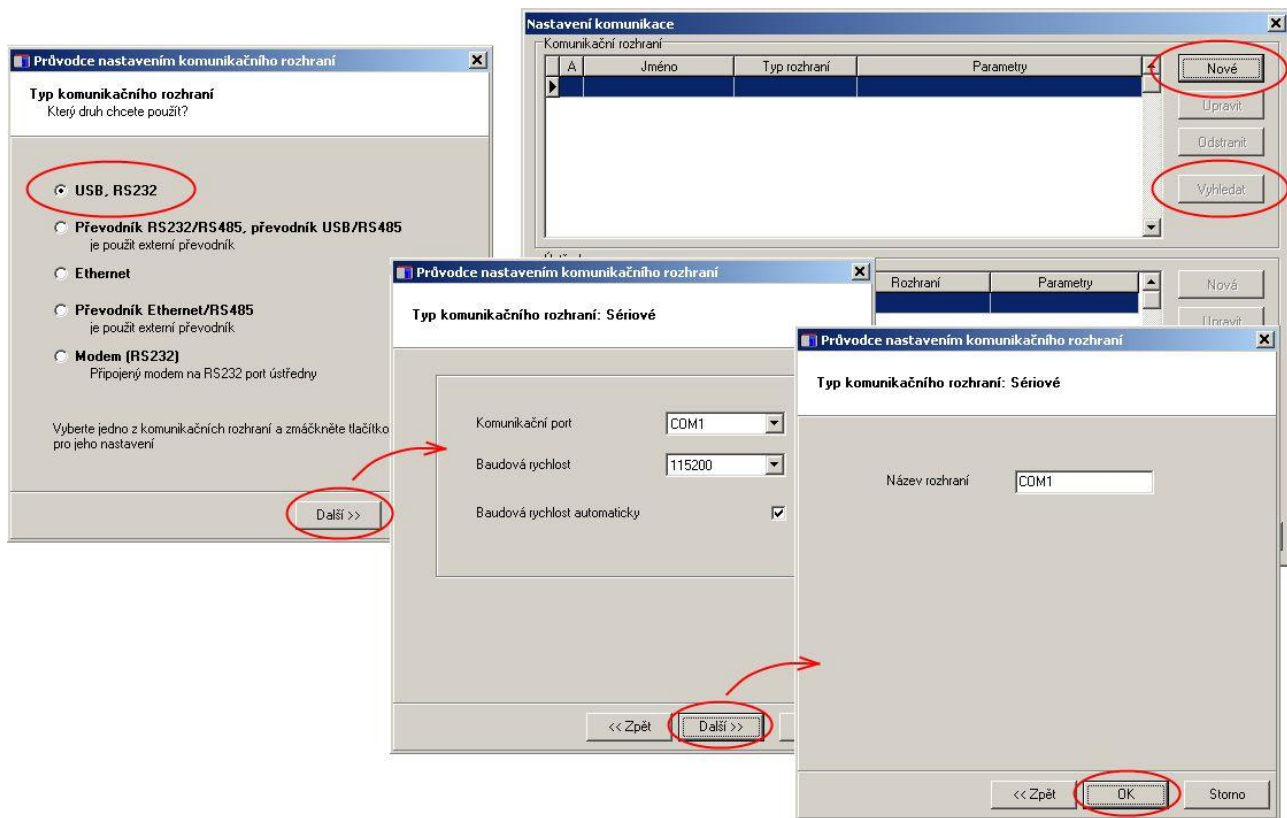 Nastavení komunikace
Komunikační rozhraní
A Jméno Typ rozhraní Parametry
Nové
Upravit
Odstranit
Vyhledat
Rozhraní Parametry
Nová
Upravit
Průvodce nastavením komunikačního rozhraní
Typ komunikačního rozhraní
Který druh chcete použít?
USB, RS232
Převodník RS232/RS485, převodník USB/RS485
je použit externí převodník
Ethernet
Převodník Ethernet/RS485
je použit externí převodník
Modem (RS232)
Připojený modem na RS232 port ústředny
Vyberte jedno z komunikačních rozhraní a zmáčkněte tlačítko
pro jeho nastavení
Další >>
Průvodce nastavením komunikačního rozhraní
Typ komunikačního rozhraní: Sériové
Komunikační port COM1
Baudová rychlost 115200
Baudová rychlost automaticky
<< Zpět Další >>
Průvodce nastavením komunikačního rozhraní
Typ komunikačního rozhraní: Sériové
Název rozhraní COM1
<< Zpět OK Storno